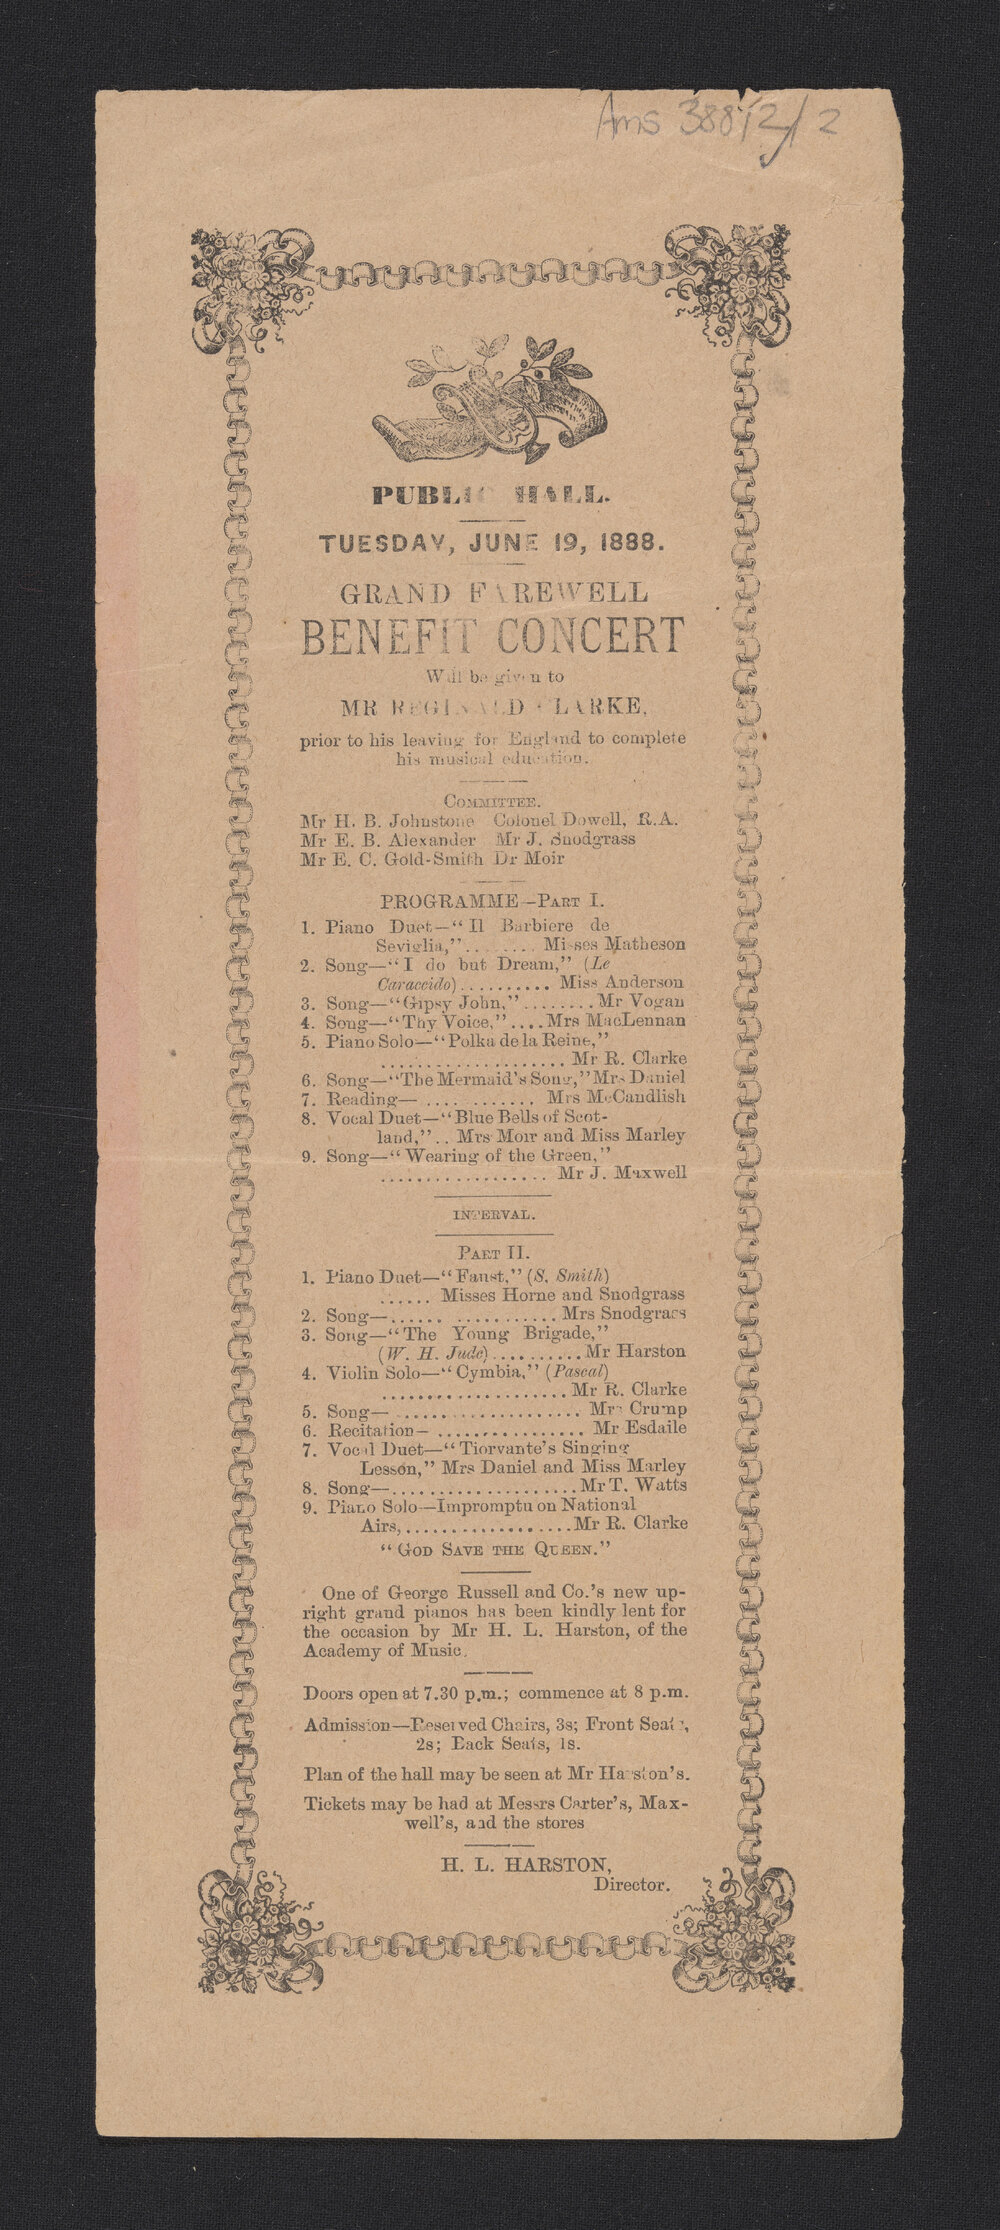 Ams 388/2/2
PUBLIC HALL.
TUESDAY, JUNE 19, 1888.
GRAND FAREWELL
BENEFIT CONCERT
Will be given to
MR REGINALD CLARKE,
prior to his leaving for England to complete
his musical education.
COMMITTEE.
Mr H. B. Johnstone Colonel Dowell, R.A.
Mr E. B. Alexander Mr J. Snodgrass
Mr E. C. Gold-Smith Dr Moir
PROGRAMME—PART I.
1. Piano Duet—"Il Barbiere de
Seviglia,"........ Misses Matheson
2. Song—"I do but Dream," (Le
Caraccido).......... Miss Anderson
3. Song—"Gipsy John,"........Mr Vogan
4. Song—"Thy Voice,"....Mrs MacLennan
5. Piano Solo—"Polka de la Reine,"
.................... Mr R. Clarke
6. Song—"The Mermaid's Song," Mrs Daniel
7. Reading— ............ Mrs McCandlish
8. Vocal Duet—"Blue Bells of Scot-
land,".. Mrs Moir and Miss Marley
9. Song—"Wearing of the Green,"
.................. Mr J. Maxwell
INTERVAL.
PART II.
1. Piano Duet—"Faust," (S. Smith)
...... Misses Horne and Snodgrass
2. Song—...... ........... Mrs Snodgrass
3. Song—"The Young Brigade,"
(W. H. Jude)..........Mr Harston
4. Violin Solo—"Cymbia," (Pascal)
....................Mr R. Clarke
5. Song— .................... Mrs Crump
6. Recitation— ................ Mr Esdaile
7. Vocal Duet—"Tiorvante's Singing
Lesson," Mrs Daniel and Miss Marley
8. Song—....................Mr T. Watts
9. Piano Solo—Impromptu on National
Airs,..................Mr R. Clarke
"GOD SAVE THE QUEEN."
One of George Russell and Co.'s new up-
right grand pianos has been kindly lent for
the occasion by Mr H. L. Harston, of the
Academy of Music.
Doors open at 7.30 p.m.; commence at 8 p.m.
Admission—Reserved Chairs, 3s; Front Seats,
2s; Back Seats, 1s.
Plan of the hall may be seen at Mr Harston's.
Tickets may be had at Messrs Carter's, Max-
well's, and the stores
H. L. HARSTON,
Director.